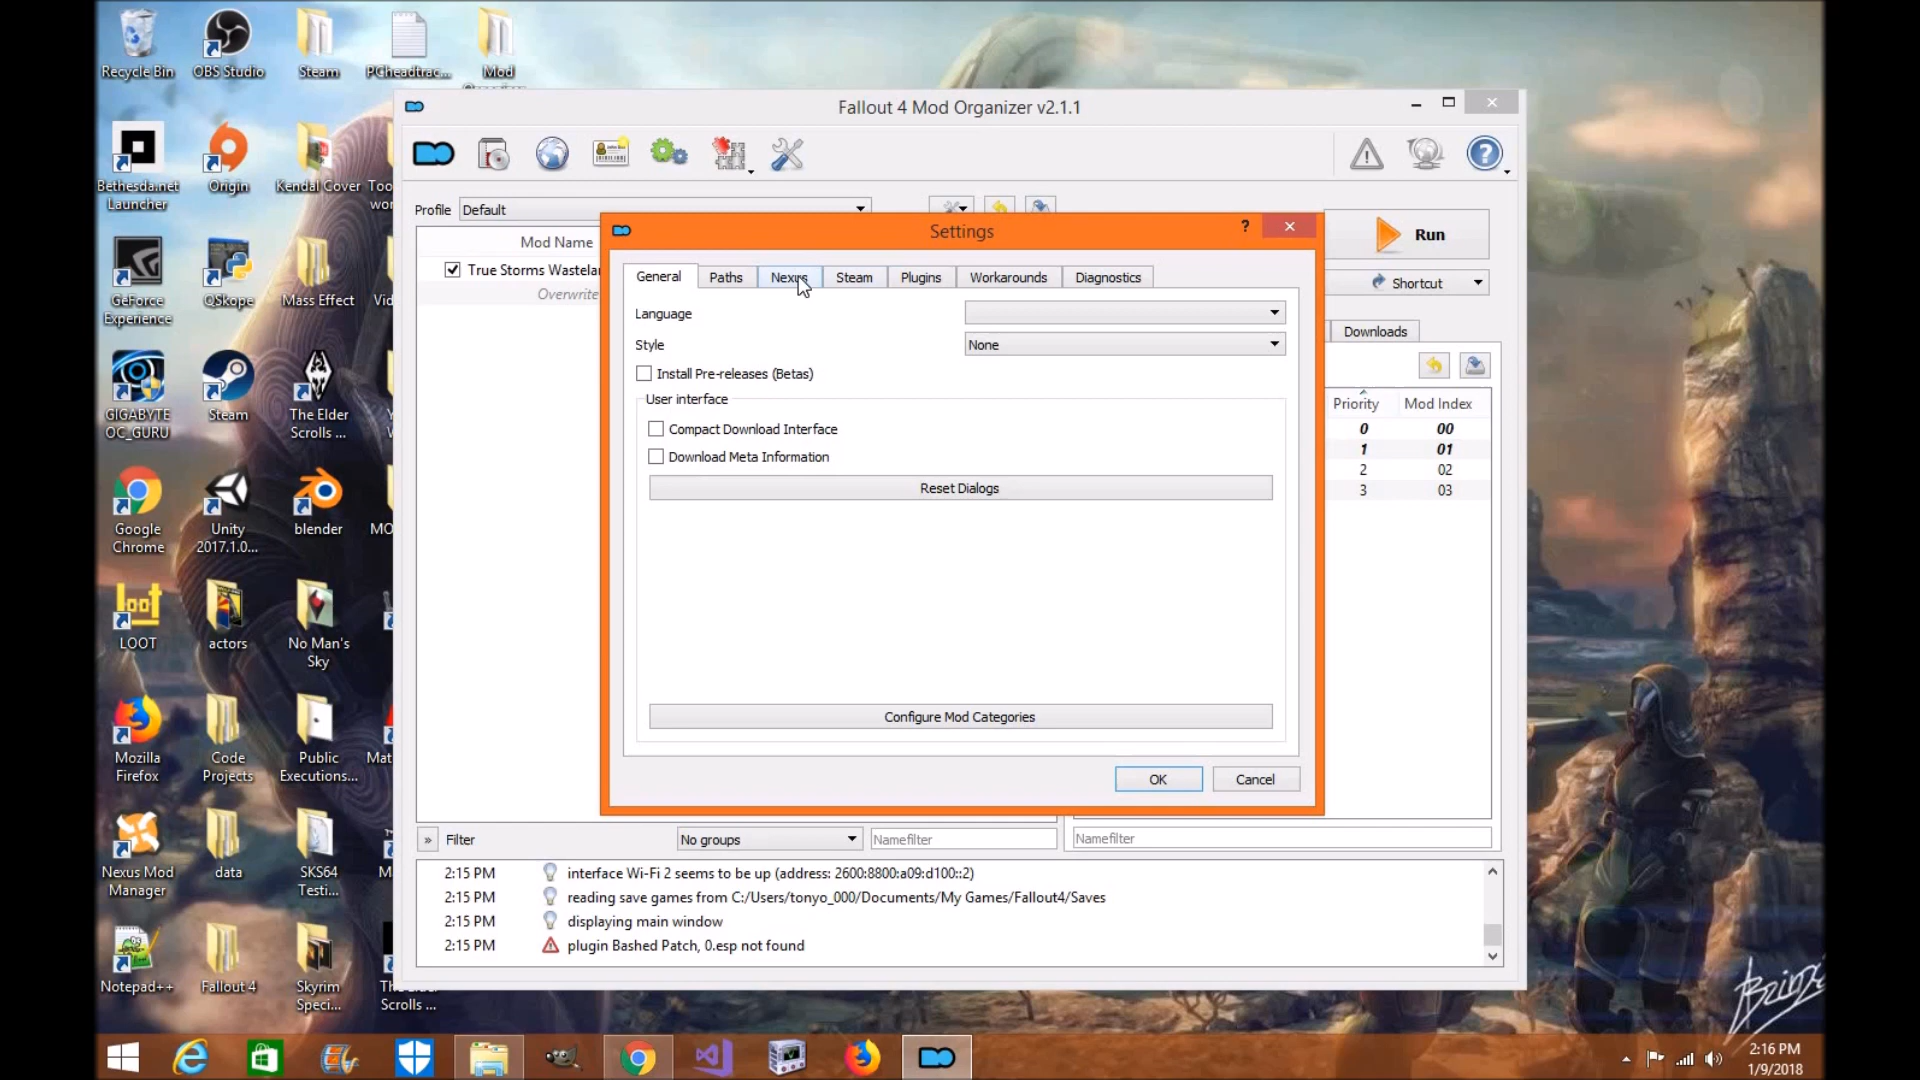 Recycle Bin
OBS Studio
Steam
PCheadtrac...
Mod
Bethesda.net
Launcher
Origin
Kendal Cover
Too
wor
GeForce
Experience
QSkope
Mass Effect
Vid
GIGABYTE
OC_GURU
Steam
The Elder
Scrolls ...
Google
Chrome
Unity
2017.1.0...
blender
MO
LOOT
actors
No Man's
Sky
Mozilla
Firefox
Code
Projects
Public
Executions...
Mat
Nexus Mod
Manager
data
SKS64
Testi...
M
Notepad++
Fallout 4
Skyrim
Speci...
Scrolls ...
Fallout 4 Mod Organizer v2.1.1
Profile Default
Mod Name
True Storms Wastela
Overwrite
Run
Shortcut
Downloads
Priority Mod Index
0 00
1 01
2 02
3 03
Settings
General Paths Nexus Steam Plugins Workarounds Diagnostics
Language
Style None
Install Pre-releases (Betas)
User interface
Compact Download Interface
Download Meta Information
Reset Dialogs
Configure Mod Categories
OK Cancel
» Filter No groups Namefilter Namefilter
2:15 PM interface Wi-Fi 2 seems to be up (address: 2600:8800:a09:d100::2)
2:15 PM reading save games from C:/Users/tonyo_000/Documents/My Games/Fallout4/Saves
2:15 PM displaying main window
2:15 PM plugin Bashed Patch, 0.esp not found
2:16 PM
1/9/2018